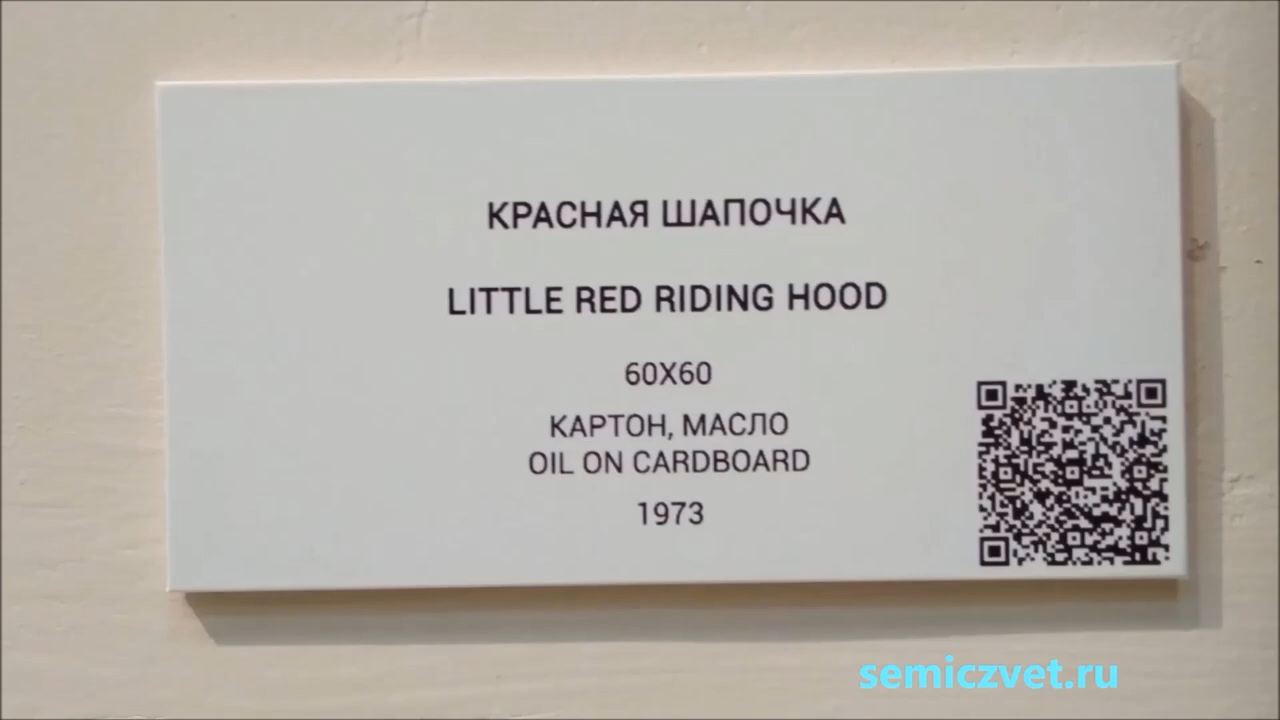 КРАСНАЯ ШАПОЧКА
LITTLE RED RIDING HOOD
60X60
КАРТОН, МАСЛО
OIL ON CARDBOARD
1973
semiczvet.ru